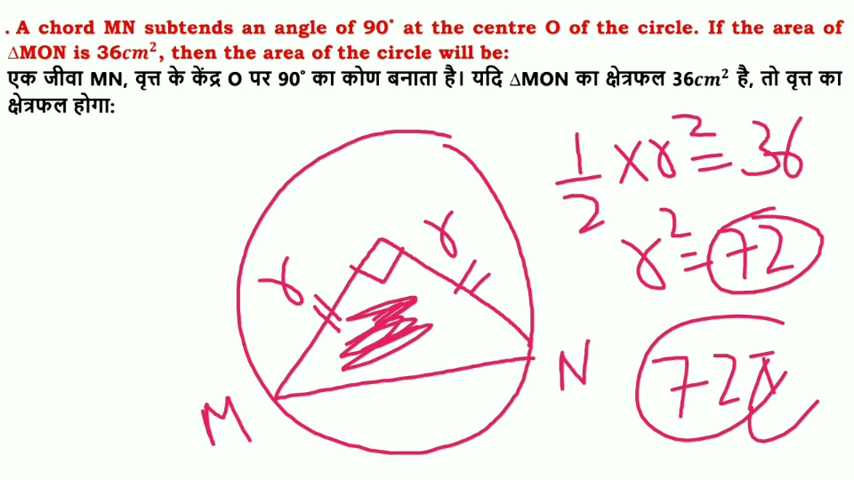 . A chord MN subtends an angle of 90° at the centre O of the circle. If the area of
△MON is 36cm², then the area of the circle will be:
एक जीवा MN, वृत्त के केंद्र O पर 90° का कोण बनाता है। यदि △MON का क्षेत्रफल 36cm² है, तो वृत्त का
क्षेत्रफल होगा:
1/2 × r² = 36
r² = 72
r
r
72π
N
M